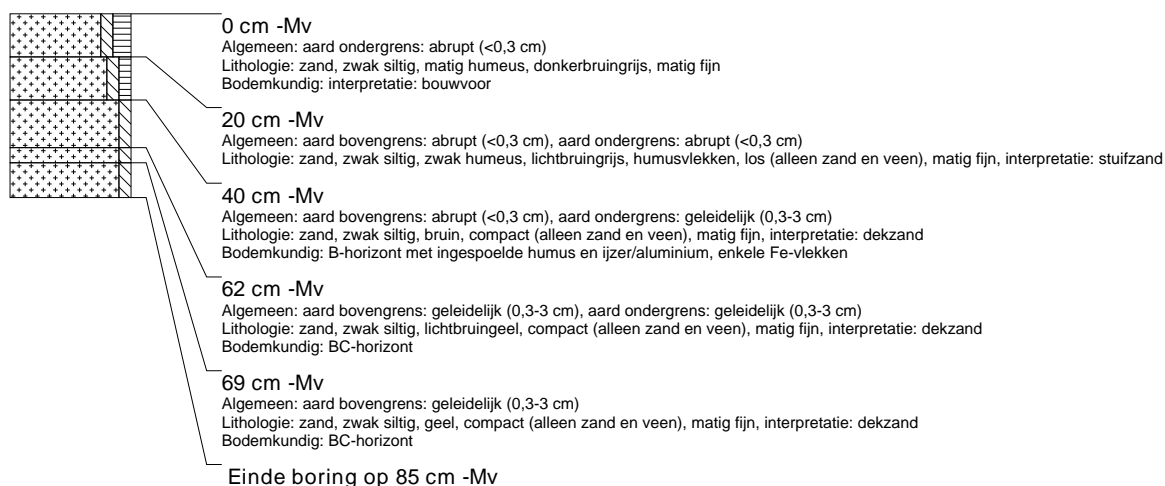 0 cm -Mv
Algemeen: aard ondergrens: abrupt (<0,3 cm)
Lithologie: zand, zwak siltig, matig humeus, donkerbruingrijs, matig fijn
Bodemkundig: interpretatie: bouwvoor
20 cm -Mv
Algemeen: aard bovengrens: abrupt (<0,3 cm), aard ondergrens: abrupt (<0,3 cm)
Lithologie: zand, zwak siltig, zwak humeus, lichtbruingrijs, humusvlekken, los (alleen zand en veen), matig fijn, interpretatie: stuifzand
40 cm -Mv
Algemeen: aard bovengrens: abrupt (<0,3 cm), aard ondergrens: geleidelijk (0,3-3 cm)
Lithologie: zand, zwak siltig, bruin, compact (alleen zand en veen), matig fijn, interpretatie: dekzand
Bodemkundig: B-horizont met ingespoelde humus en ijzer/aluminium, enkele Fe-vlekken
62 cm -Mv
Algemeen: aard bovengrens: geleidelijk (0,3-3 cm), aard ondergrens: geleidelijk (0,3-3 cm)
Lithologie: zand, zwak siltig, lichtbruingeel, compact (alleen zand en veen), matig fijn, interpretatie: dekzand
Bodemkundig: BC-horizont
69 cm -Mv
Algemeen: aard bovengrens: geleidelijk (0,3-3 cm)
Lithologie: zand, zwak siltig, geel, compact (alleen zand en veen), matig fijn, interpretatie: dekzand
Bodemkundig: BC-horizont
Einde boring op 85 cm -Mv